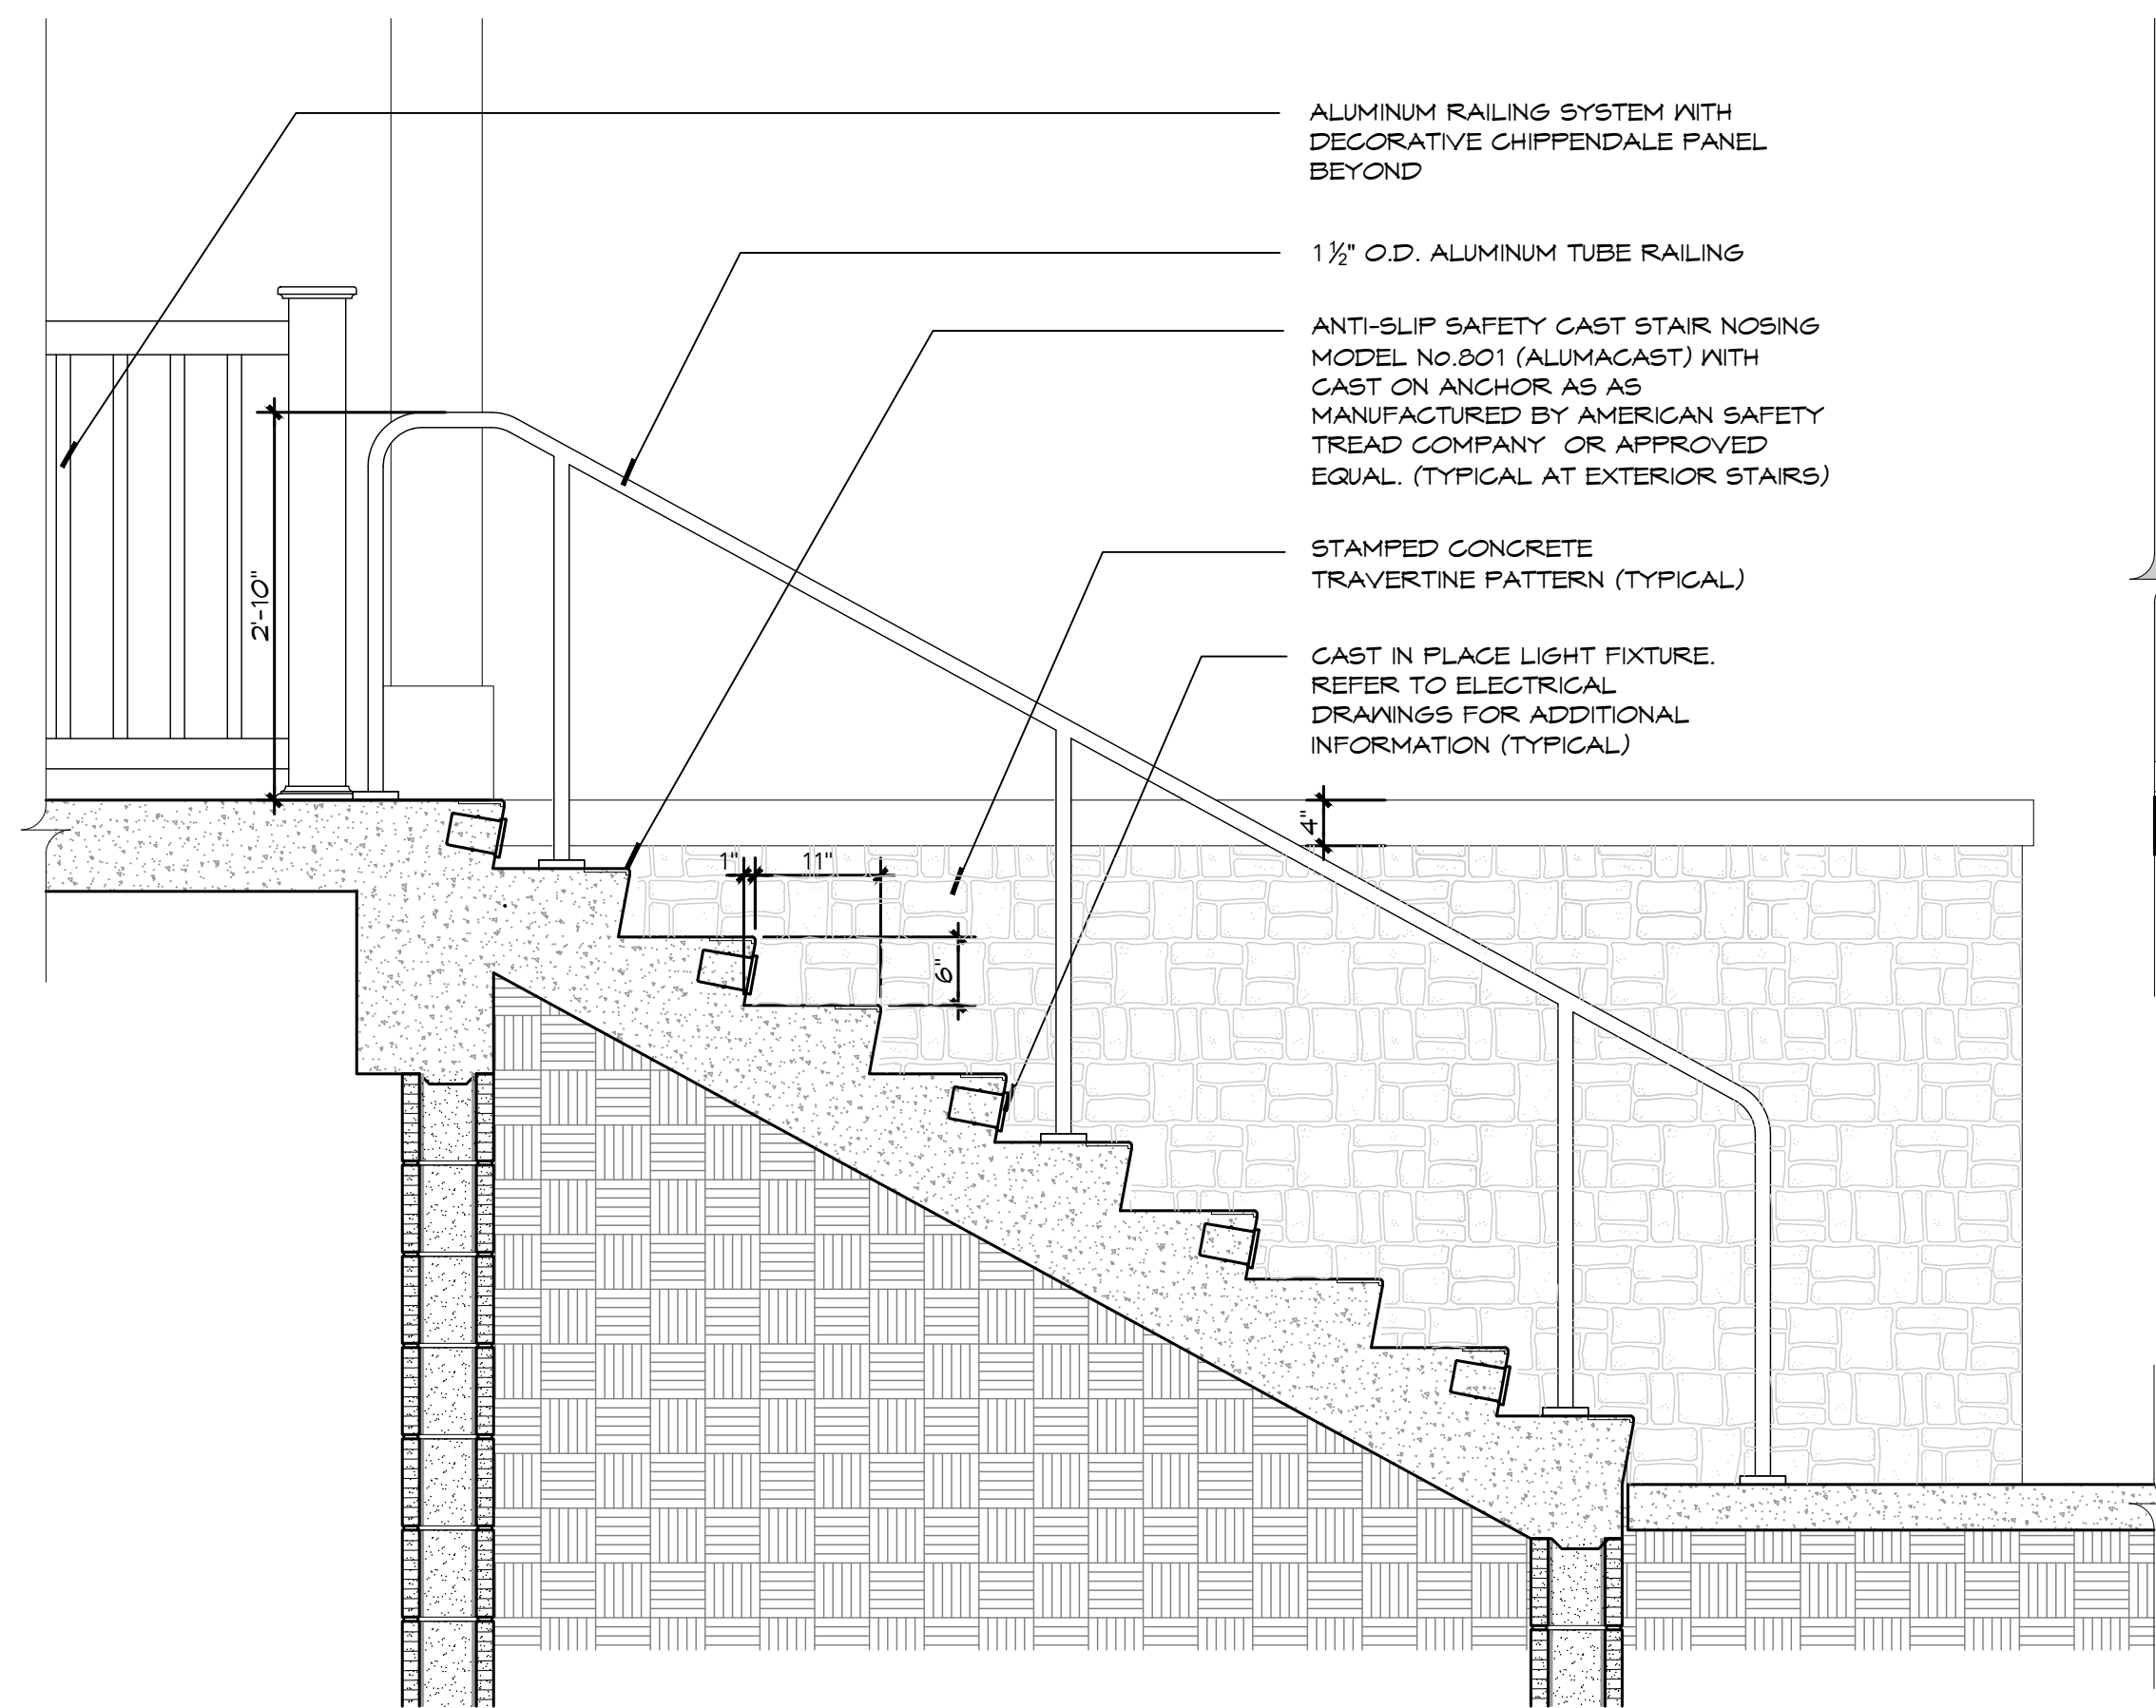 ALUMINUM RAILING SYSTEM WITH
DECORATIVE CHIPPENDALE PANEL
BEYOND
1 ½" O.D. ALUMINUM TUBE RAILING
ANTI-SLIP SAFETY CAST STAIR NOSING
MODEL No.801 (ALUMACAST) WITH
CAST ON ANCHOR AS AS
MANUFACTURED BY AMERICAN SAFETY
TREAD COMPANY OR APPROVED
EQUAL. (TYPICAL AT EXTERIOR STAIRS)
STAMPED CONCRETE
TRAVERTINE PATTERN (TYPICAL)
CAST IN PLACE LIGHT FIXTURE.
REFER TO ELECTRICAL
DRAWINGS FOR ADDITIONAL
INFORMATION (TYPICAL)
2'-10"
4"
1"
11"
6"